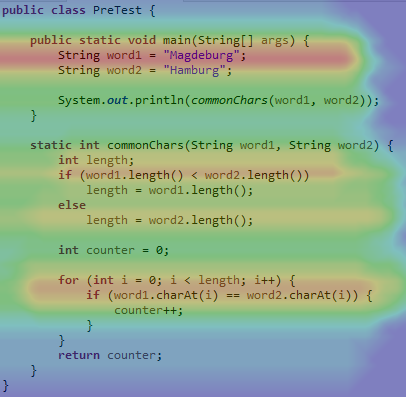 public class PreTest {
public static void main(String[] args) {
String word1 = "Magdeburg";
String word2 = "Hamburg";
System.out.println(commonChars(word1, word2));
}
static int commonChars(String word1, String word2) {
int length;
if (word1.length() < word2.length())
length = word1.length();
else
length = word2.length();
int counter = 0;
for (int i = 0; i < length; i++) {
if (word1.charAt(i) == word2.charAt(i)) {
counter++;
}
}
return counter;
}
}